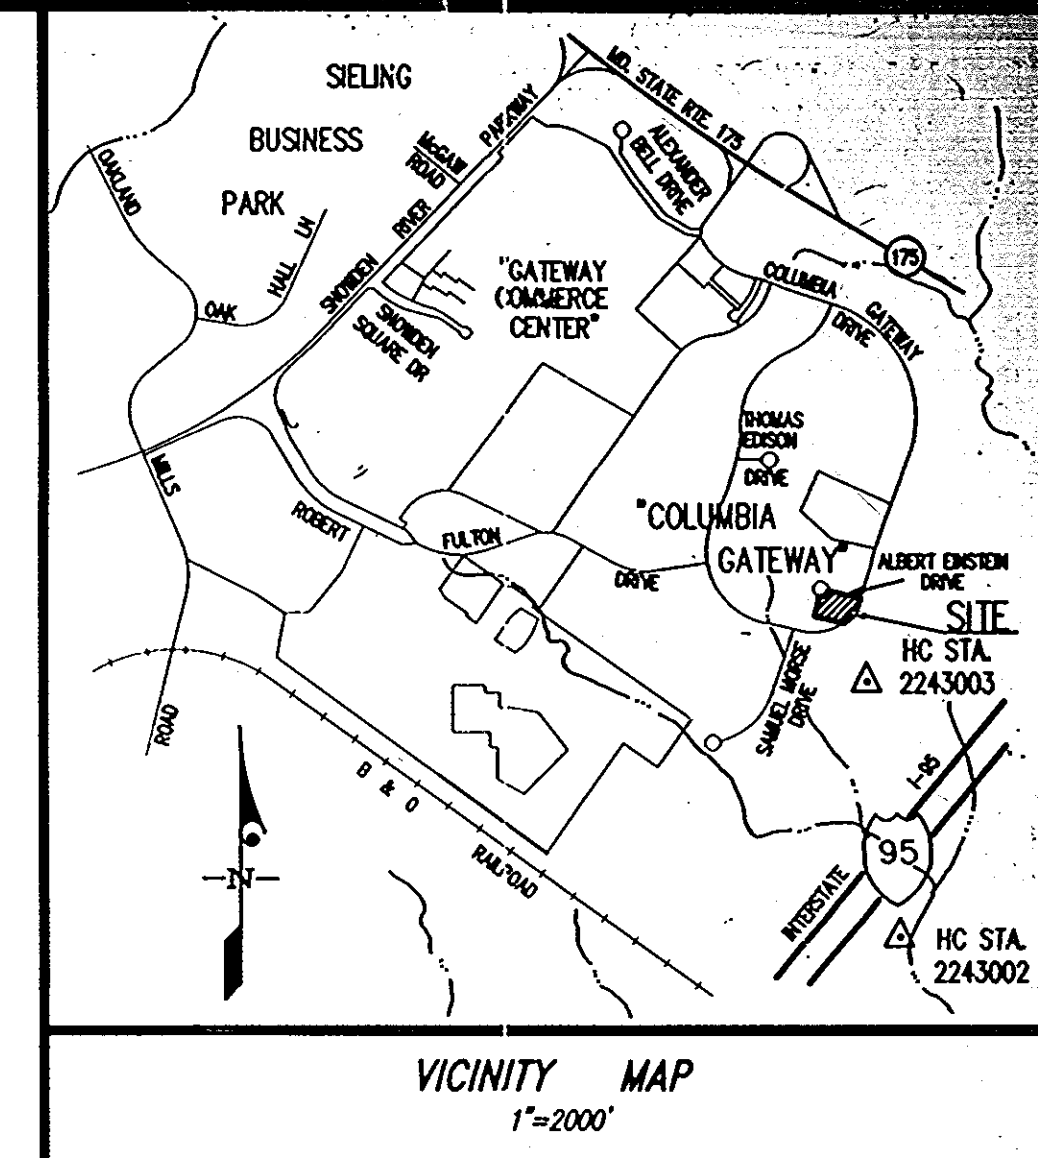 SIELING
BUSINESS
PARK
OAKLAND
MILLS
ROAD
OAK
HALL LN
McGAW
ROAD
SNOWDEN RIVER PARKWAY
MD. STATE RTE. 175
ALEXANDER
BELL DRIVE
175
"GATEWAY
COMMERCE
CENTER"
SNOWDEN
SQUARE DR
COLUMBIA GATEWAY
DRIVE
THOMAS
EDISON
DRIVE
ROBERT FULTON DRIVE
"COLUMBIA
GATEWAY"
ALBERT EINSTEIN
DRIVE
SITE
HC STA.
2243003
SAMUEL MORSE
DRIVE
B & O RAILROAD
N
I-95
95
INTERSTATE
HC STA.
2243002
VICINITY MAP
1"=2000'